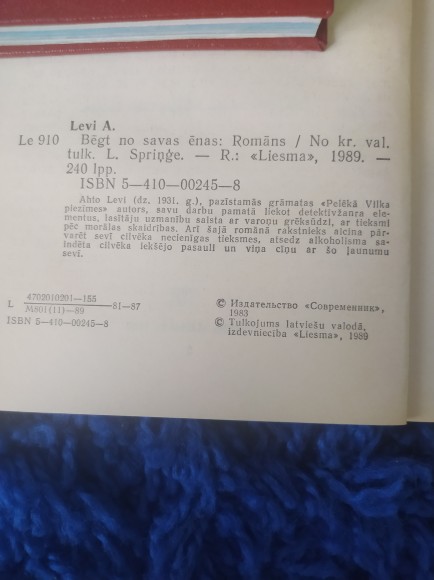 Levi A.
Le 910 Bēgt no savas ēnas: Romāns / No kr. val.
tulk. L. Spriņģe. — R.: «Liesma», 1989. —
240 lpp.
ISBN 5—410—00245—8
Ahto Levi (dz. 1931. g.), pazīstamās grāmatas «Pelēkā Vilka
piezīmes» autors, savu darbu pamatā liekot detektīvžanra ele-
mentus, lasītāju uzmanību saista ar varoņu grēksūdzi, ar tieksmi
pēc morālas skaidrības. Arī šajā romānā rakstnieks aicina pār-
varēt sevī cilvēka necienīgas tieksmes, atsedz alkoholisma sa-
indēta cilvēka iekšējo pasauli un viņa cīņu ar šo ļaunumu
sevī.
L 4702010201—155
M801(11)—89 81—87
ISBN 5—410—00245—8
© Издательство «Современник»,
1983
© Tulkojums latviešu valodā,
izdevniecība «Liesma», 1989